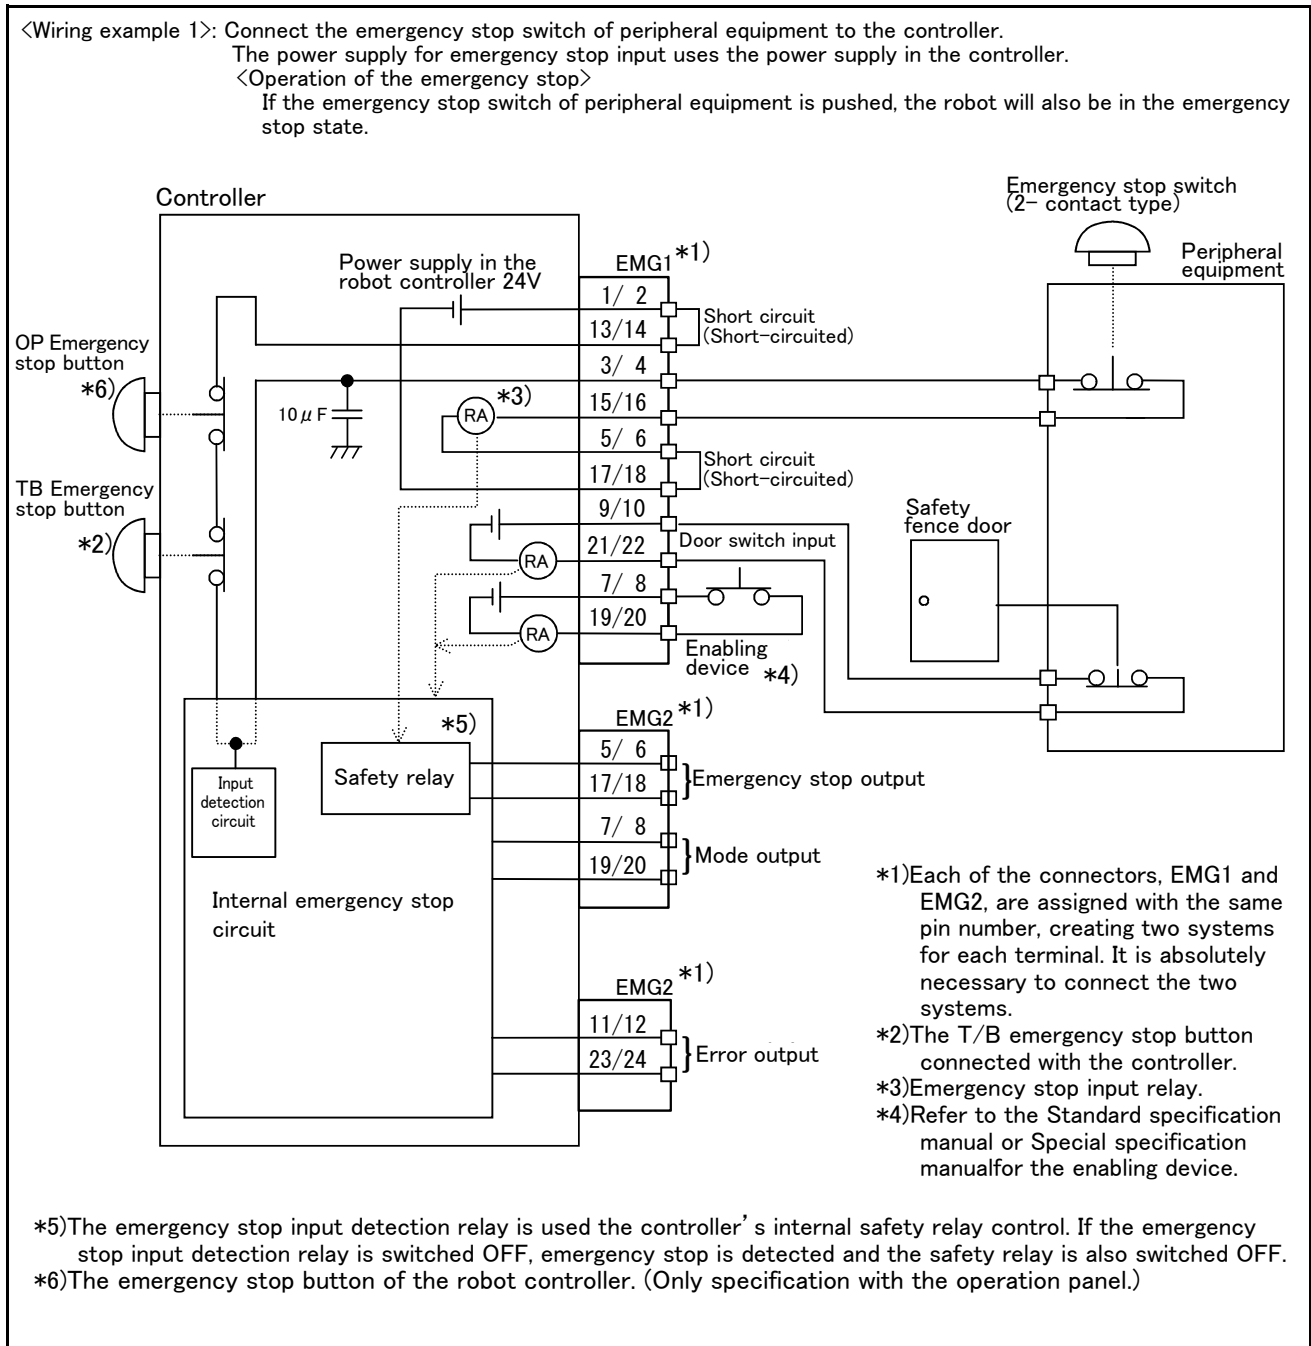 <Wiring example 1>: Connect the emergency stop switch of peripheral equipment to the controller.
The power supply for emergency stop input uses the power supply in the controller.
<Operation of the emergency stop>
If the emergency stop switch of peripheral equipment is pushed, the robot will also be in the emergency
stop state.
Controller
Emergency stop switch
(2- contact type)
Peripheral
equipment
Power supply in the
robot controller 24V
EMG1 *1)
1/ 2
13/14
3/ 4
15/16
5/ 6
17/18
9/10
21/22
7/ 8
19/20
Short circuit
(Short-circuited)
OP Emergency
stop button
*6)
10μF
RA
*3)
Short circuit
(Short-circuited)
TB Emergency
stop button
*2)
Safety
fence door
Door switch input
RA
RA
Enabling
device *4)
EMG2 *1)
5/ 6
17/18
7/ 8
19/20
*5)
Safety relay
Emergency stop output
Input
detection
circuit
Mode output
Internal emergency stop
circuit
EMG2 *1)
11/12
23/24
Error output
*1)Each of the connectors, EMG1 and
EMG2, are assigned with the same
pin number, creating two systems
for each terminal. It is absolutely
necessary to connect the two
systems.
*2)The T/B emergency stop button
connected with the controller.
*3)Emergency stop input relay.
*4)Refer to the Standard specification
manual or Special specification
manualfor the enabling device.
*5)The emergency stop input detection relay is used the controller's internal safety relay control. If the emergency
stop input detection relay is switched OFF, emergency stop is detected and the safety relay is also switched OFF.
*6)The emergency stop button of the robot controller. (Only specification with the operation panel.)